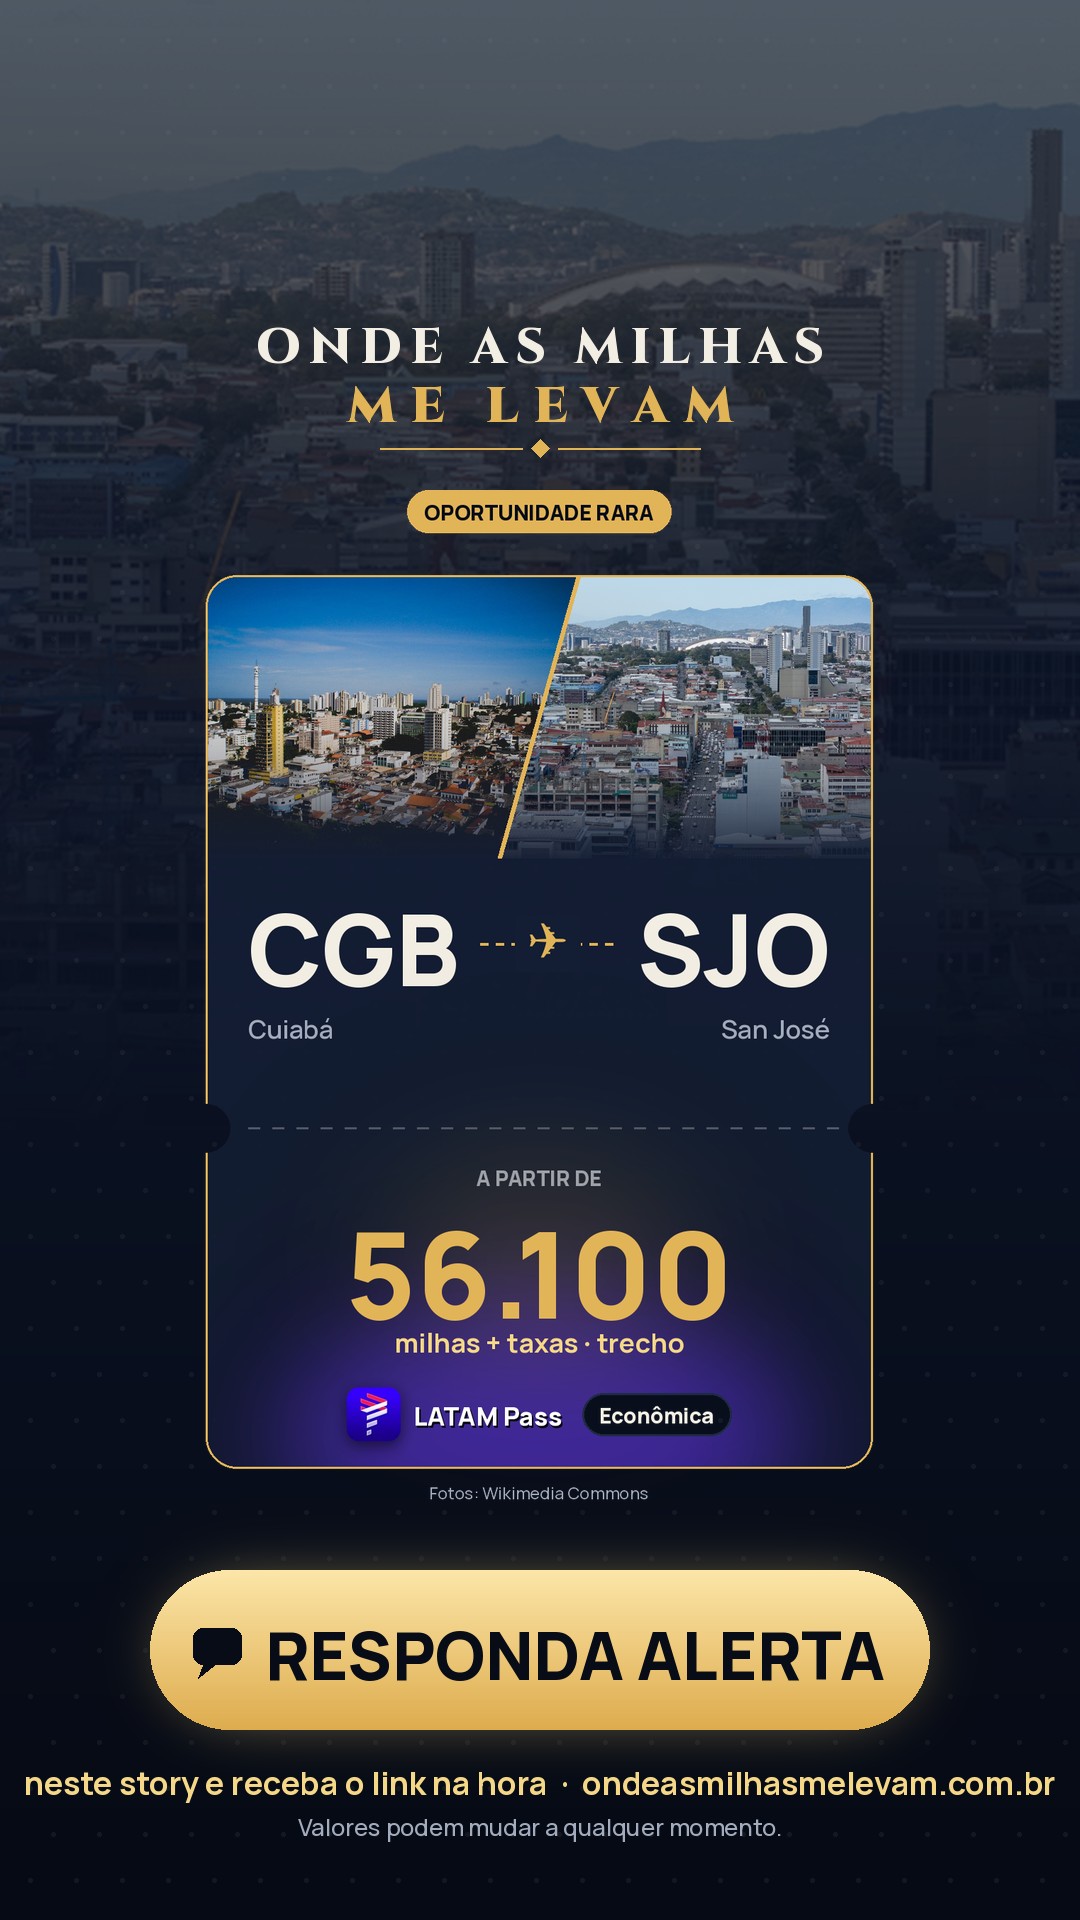 ONDE AS MILHAS
ME LEVAM
OPORTUNIDADE RARA
CGB SJO
Cuiabá San José
A PARTIR DE
56.100
milhas + taxas · trecho
LATAM Pass Econômica
Fotos: Wikimedia Commons
RESPONDA ALERTA
neste story e receba o link na hora · ondeasmilhasmelevam.com.br
Valores podem mudar a qualquer momento.